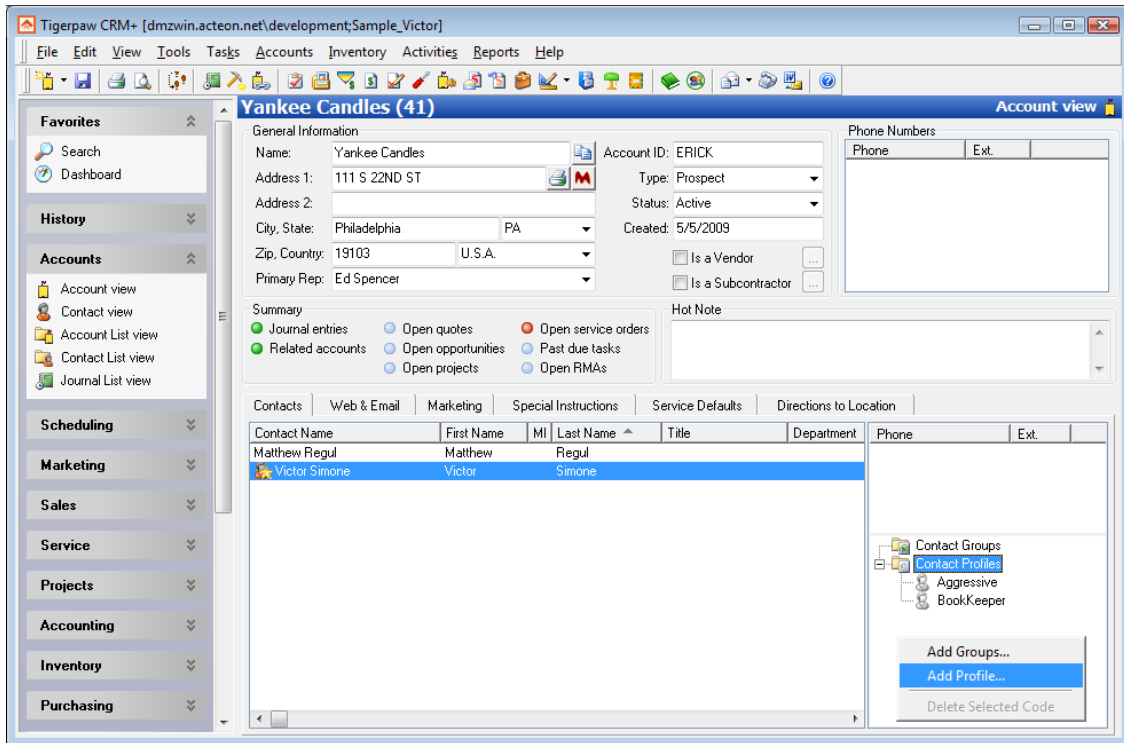 Tigerpaw CRM+ [dmzwin.acteon.net\development;Sample_Victor]
File Edit View Tools Tasks Accounts Inventory Activities Reports Help
Favorites
Search
Dashboard
History
Accounts
Account view
Contact view
Account List view
Contact List view
Journal List view
Scheduling
Marketing
Sales
Service
Projects
Accounting
Inventory
Purchasing
Yankee Candles (41) Account view
General Information
Name: Yankee Candles Account ID: ERICK
Address 1: 111 S 22ND ST Type: Prospect
Address 2: Status: Active
City, State: Philadelphia PA Created: 5/5/2009
Zip, Country: 19103 U.S.A. Is a Vendor ...
Primary Rep: Ed Spencer Is a Subcontractor ...
Phone Numbers
Phone Ext.
Summary
Journal entries Open quotes Open service orders
Related accounts Open opportunities Past due tasks
Open projects Open RMAs
Hot Note
Contacts Web & Email Marketing Special Instructions Service Defaults Directions to Location
Contact Name First Name MI Last Name Title Department
Matthew Regul Matthew Regul
Victor Simone Victor Simone
Phone Ext.
Contact Groups
Contact Profiles
Aggressive
BookKeeper
Add Groups...
Add Profile...
Delete Selected Code